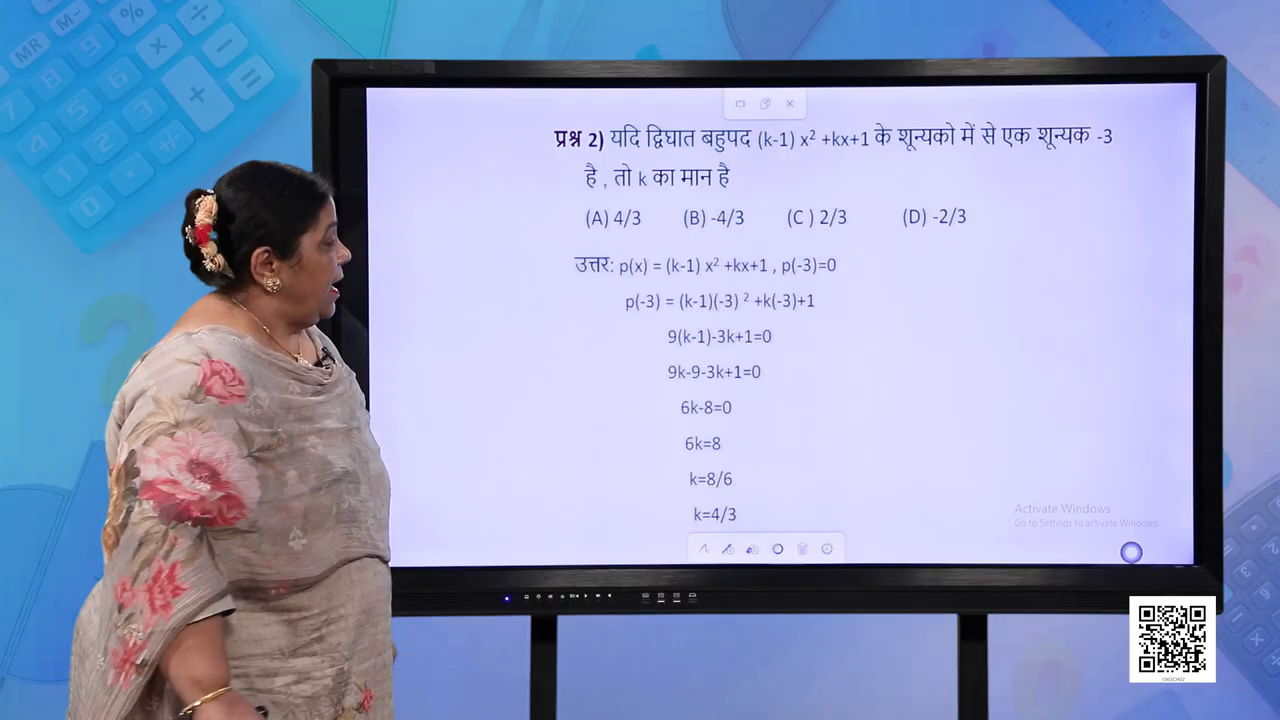 प्रश्न 2) यदि द्विघात बहुपद (k-1) x² +kx+1 के शून्यको में से एक शून्यक -3
है , तो k का मान है
(A) 4/3 (B) -4/3 (C ) 2/3 (D) -2/3
उत्तर: p(x) = (k-1) x² +kx+1 , p(-3)=0
p(-3) = (k-1)(-3) ² +k(-3)+1
9(k-1)-3k+1=0
9k-9-3k+1=0
6k-8=0
6k=8
k=8/6
k=4/3
Activate Windows
Go to Settings to activate Windows.